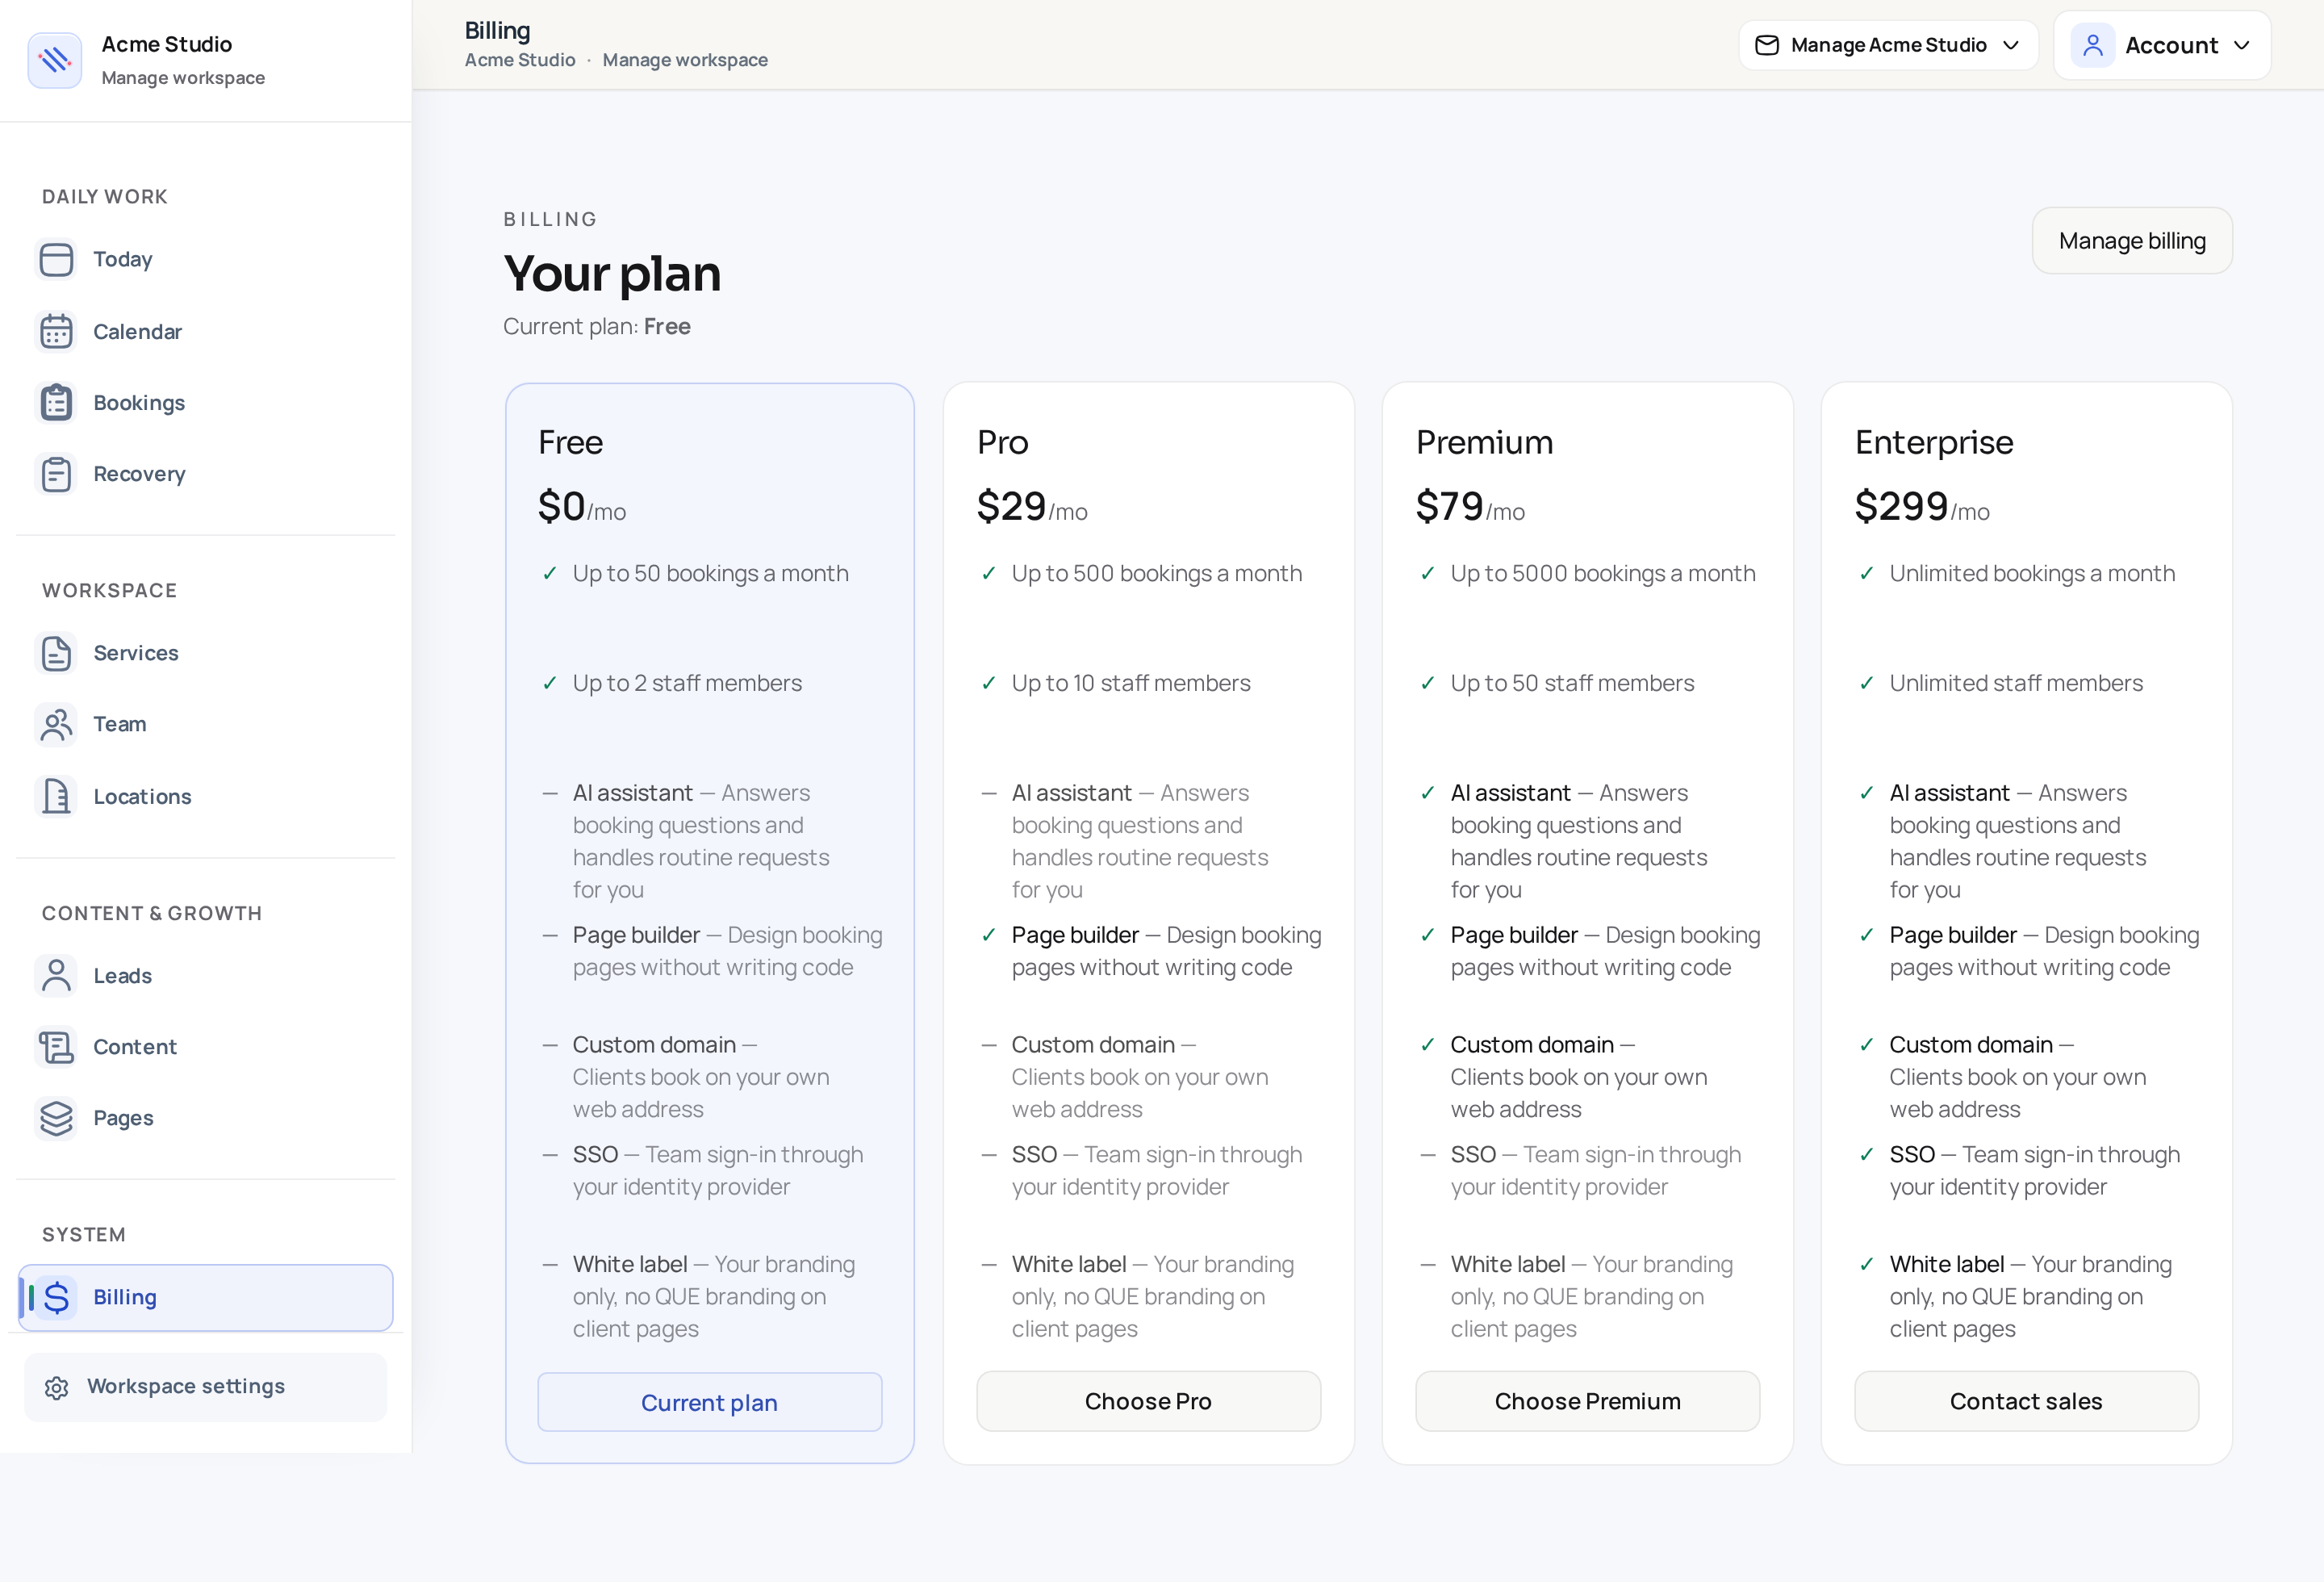 Acme Studio
Manage workspace
DAILY WORK
Today
Calendar
Bookings
Recovery
WORKSPACE
Services
Team
Locations
CONTENT & GROWTH
Leads
Content
Pages
SYSTEM
Billing
Workspace settings
Billing
Acme Studio · Manage workspace
Manage Acme Studio
Account
BILLING
Your plan
Current plan: Free
Manage billing
Free
$0/mo
✓ Up to 50 bookings a month
✓ Up to 2 staff members
— AI assistant — Answers
booking questions and
handles routine requests
for you
— Page builder — Design booking
pages without writing code
— Custom domain —
Clients book on your own
web address
— SSO — Team sign-in through
your identity provider
— White label — Your branding
only, no QUE branding on
client pages
Current plan
Pro
$29/mo
✓ Up to 500 bookings a month
✓ Up to 10 staff members
— AI assistant — Answers
booking questions and
handles routine requests
for you
✓ Page builder — Design booking
pages without writing code
— Custom domain —
Clients book on your own
web address
— SSO — Team sign-in through
your identity provider
— White label — Your branding
only, no QUE branding on
client pages
Choose Pro
Premium
$79/mo
✓ Up to 5000 bookings a month
✓ Up to 50 staff members
✓ AI assistant — Answers
booking questions and
handles routine requests
for you
✓ Page builder — Design booking
pages without writing code
✓ Custom domain —
Clients book on your own
web address
— SSO — Team sign-in through
your identity provider
— White label — Your branding
only, no QUE branding on
client pages
Choose Premium
Enterprise
$299/mo
✓ Unlimited bookings a month
✓ Unlimited staff members
✓ AI assistant — Answers
booking questions and
handles routine requests
for you
✓ Page builder — Design booking
pages without writing code
✓ Custom domain —
Clients book on your own
web address
✓ SSO — Team sign-in through
your identity provider
✓ White label — Your branding
only, no QUE branding on
client pages
Contact sales